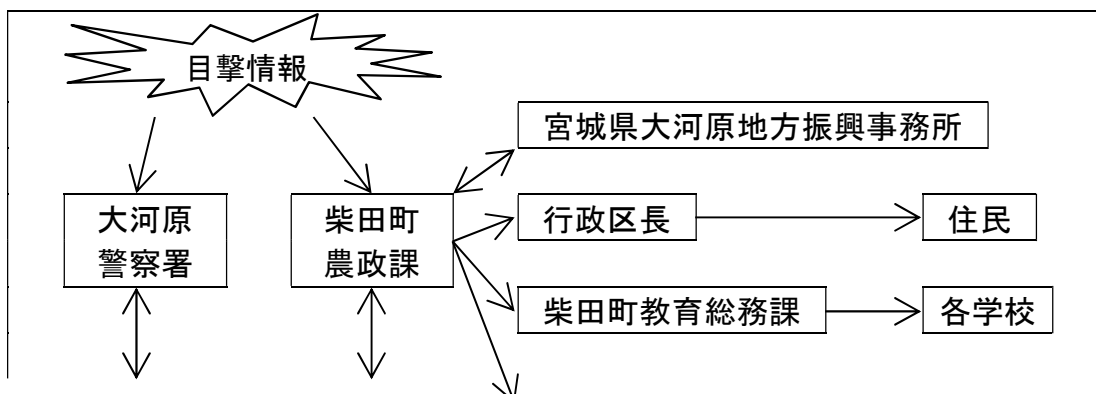 目撃情報
宮城県大河原地方振興事務所
大河原
警察署
柴田町
農政課
行政区長
住民
柴田町教育総務課
各学校